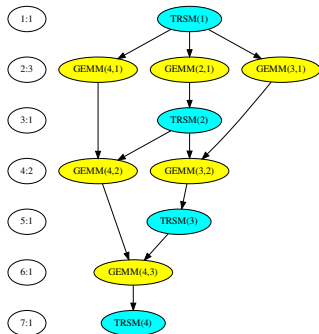 1:1 TRSM(1)
2:3 GEMM(4,1) GEMM(2,1) GEMM(3,1)
3:1 TRSM(2)
4:2 GEMM(4,2) GEMM(3,2)
5:1 TRSM(3)
6:1 GEMM(4,3)
7:1 TRSM(4)